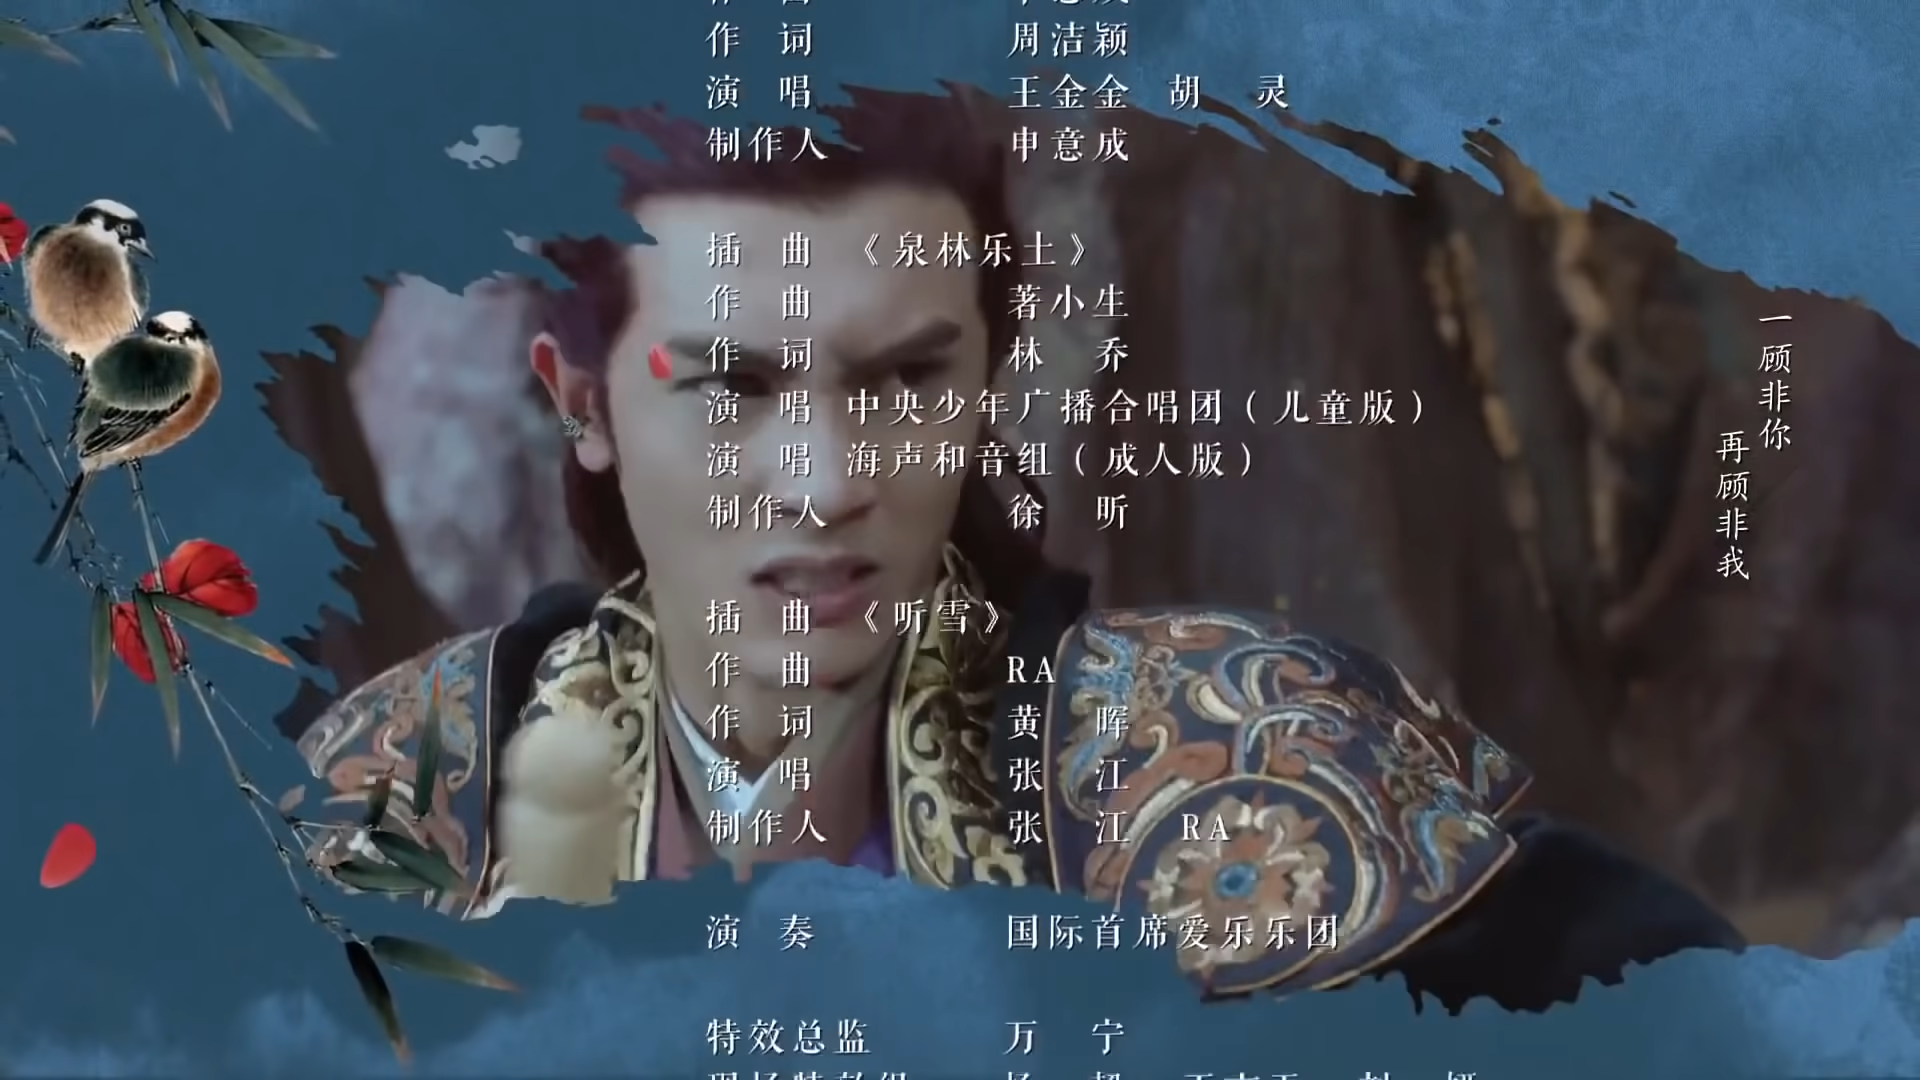 作词 周洁颖
演唱 王金金 胡灵
制作人 申意成
插曲《泉林乐土》
作曲 著小生
作词 林乔
演唱 中央少年广播合唱团（儿童版）
演唱 海声和音组（成人版）
制作人 徐昕
插曲《听雪》
作曲 RA
作词 黄晖
演唱 张江
制作人 张江 RA
演奏 国际首席爱乐乐团
特效总监 万宁
一顾非你
再顾非我